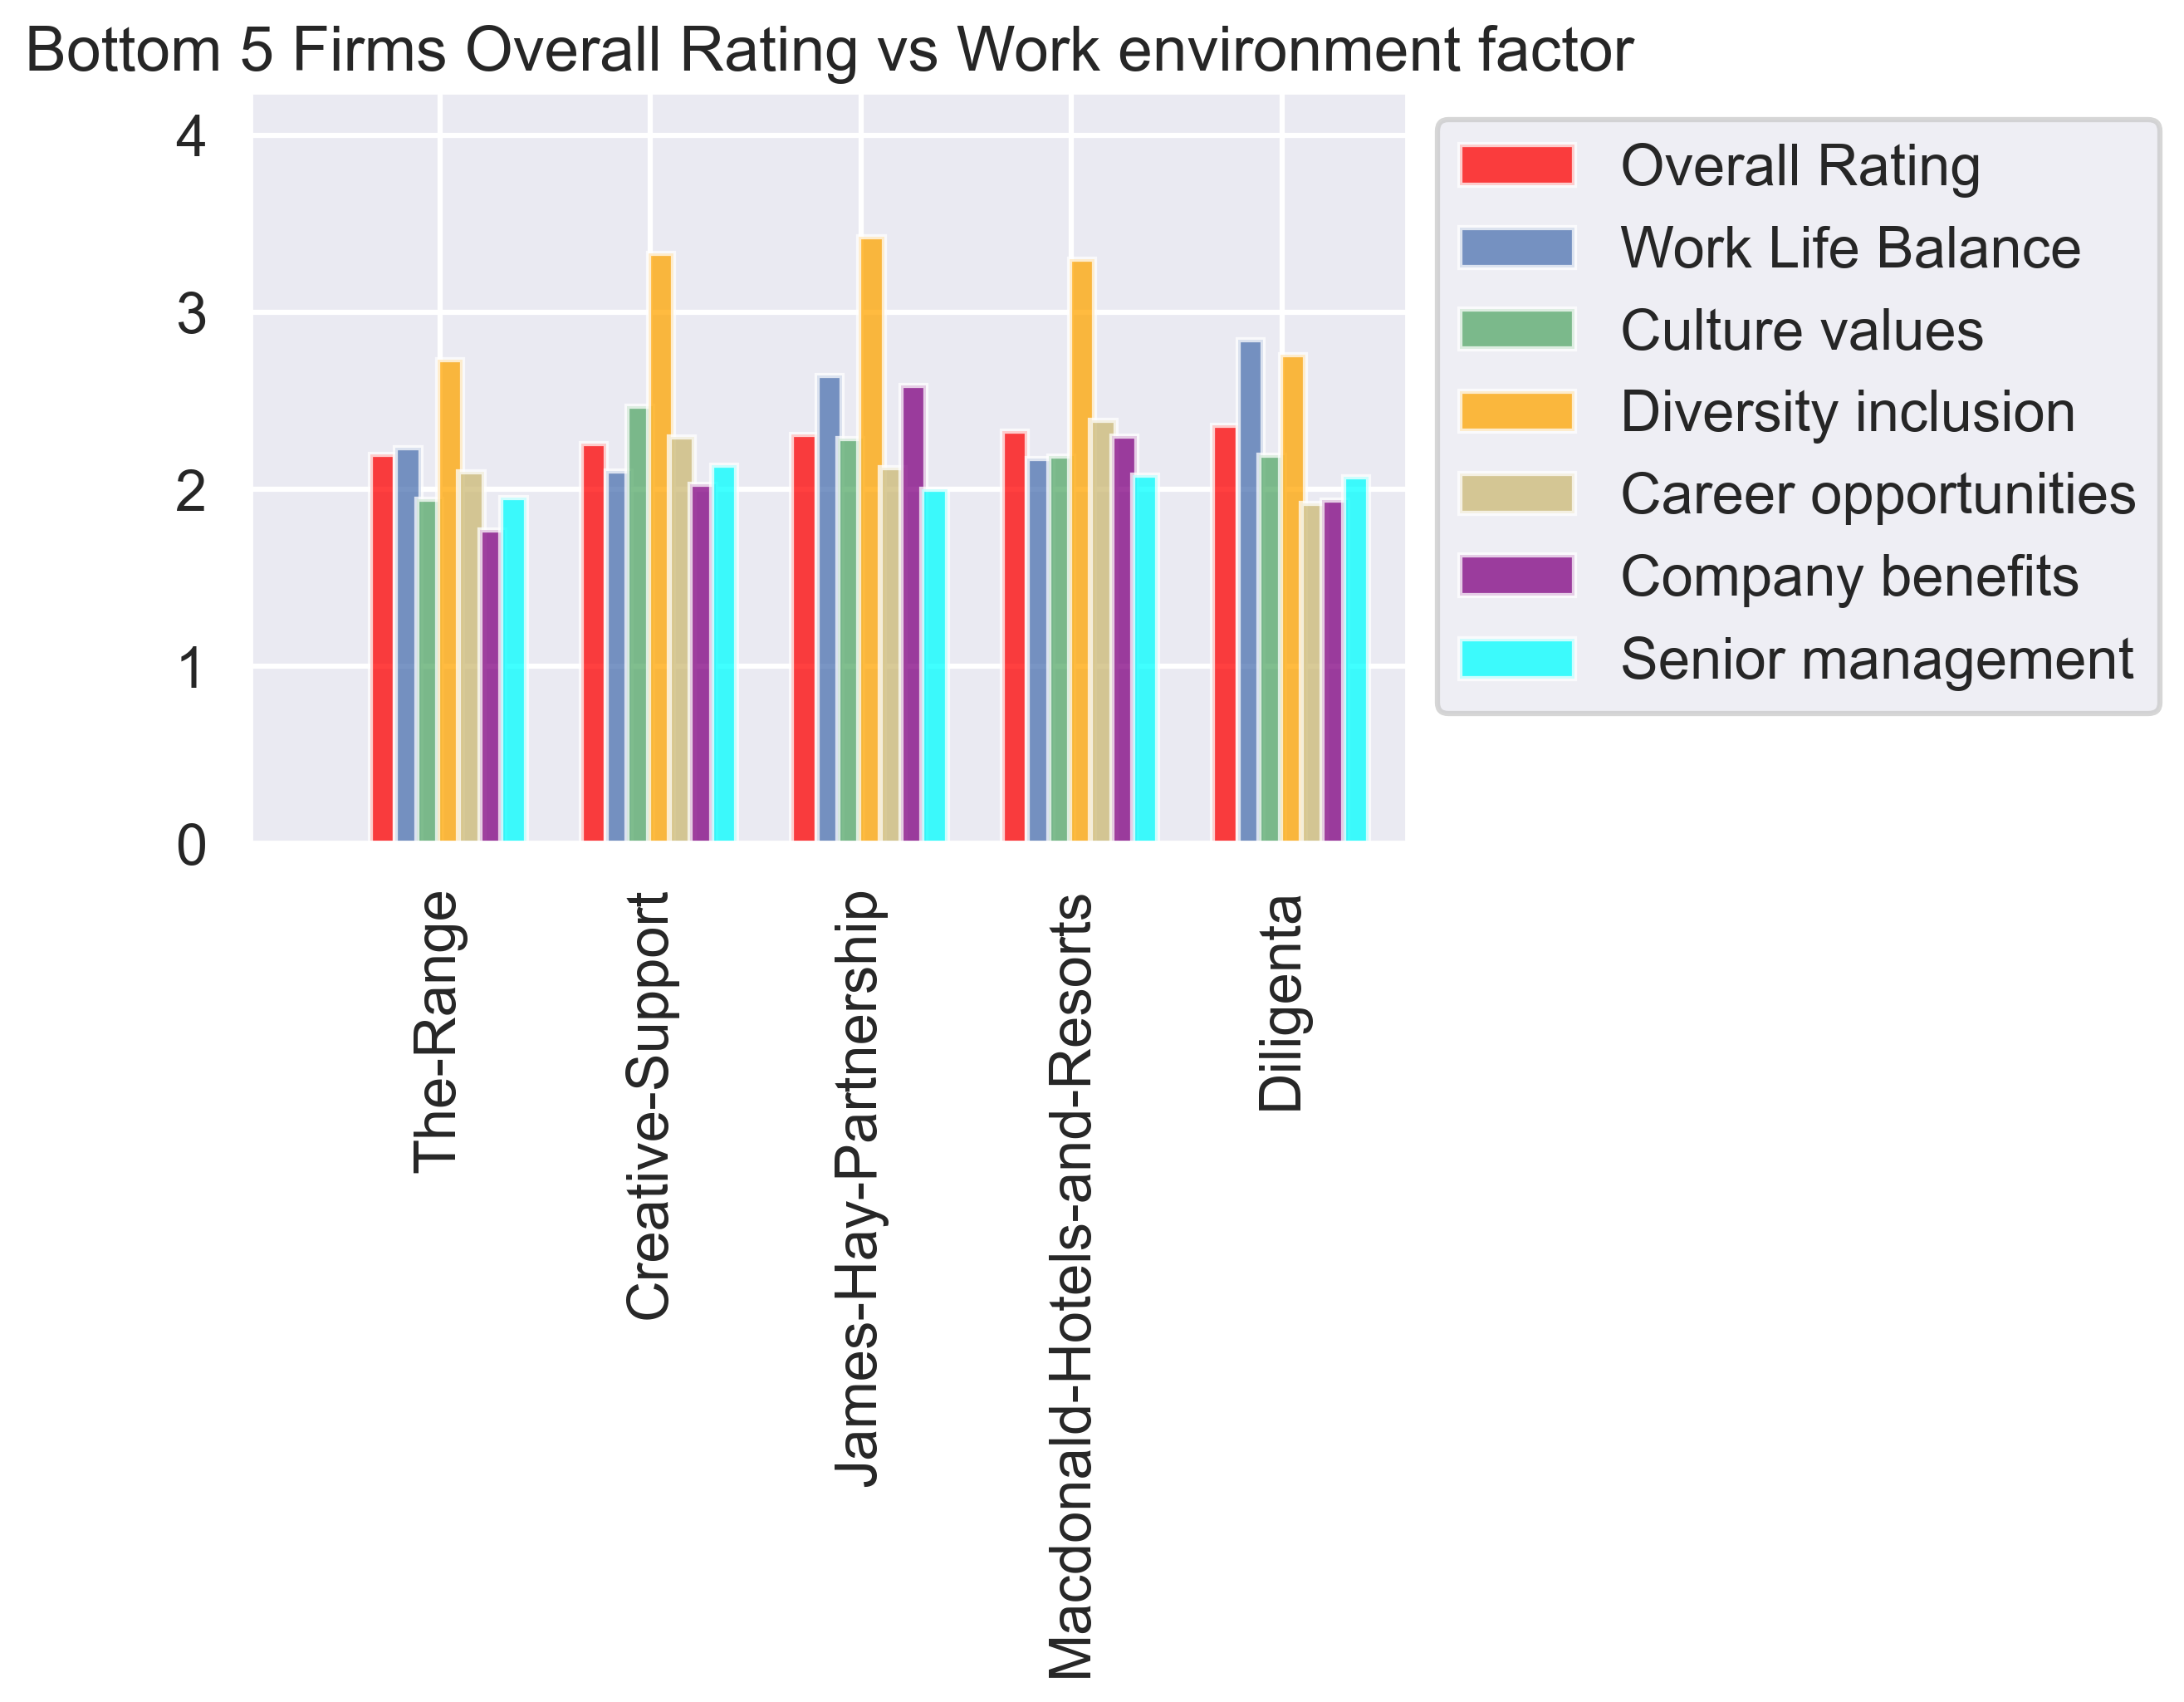 Bottom 5 Firms Overall Rating vs Work environment factor
4
3
2
1
0
Overall Rating
Work Life Balance
Culture values
Diversity inclusion
Career opportunities
Company benefits
Senior management
The-Range
Creative-Support
James-Hay-Partnership
Macdonald-Hotels-and-Resorts
Diligenta